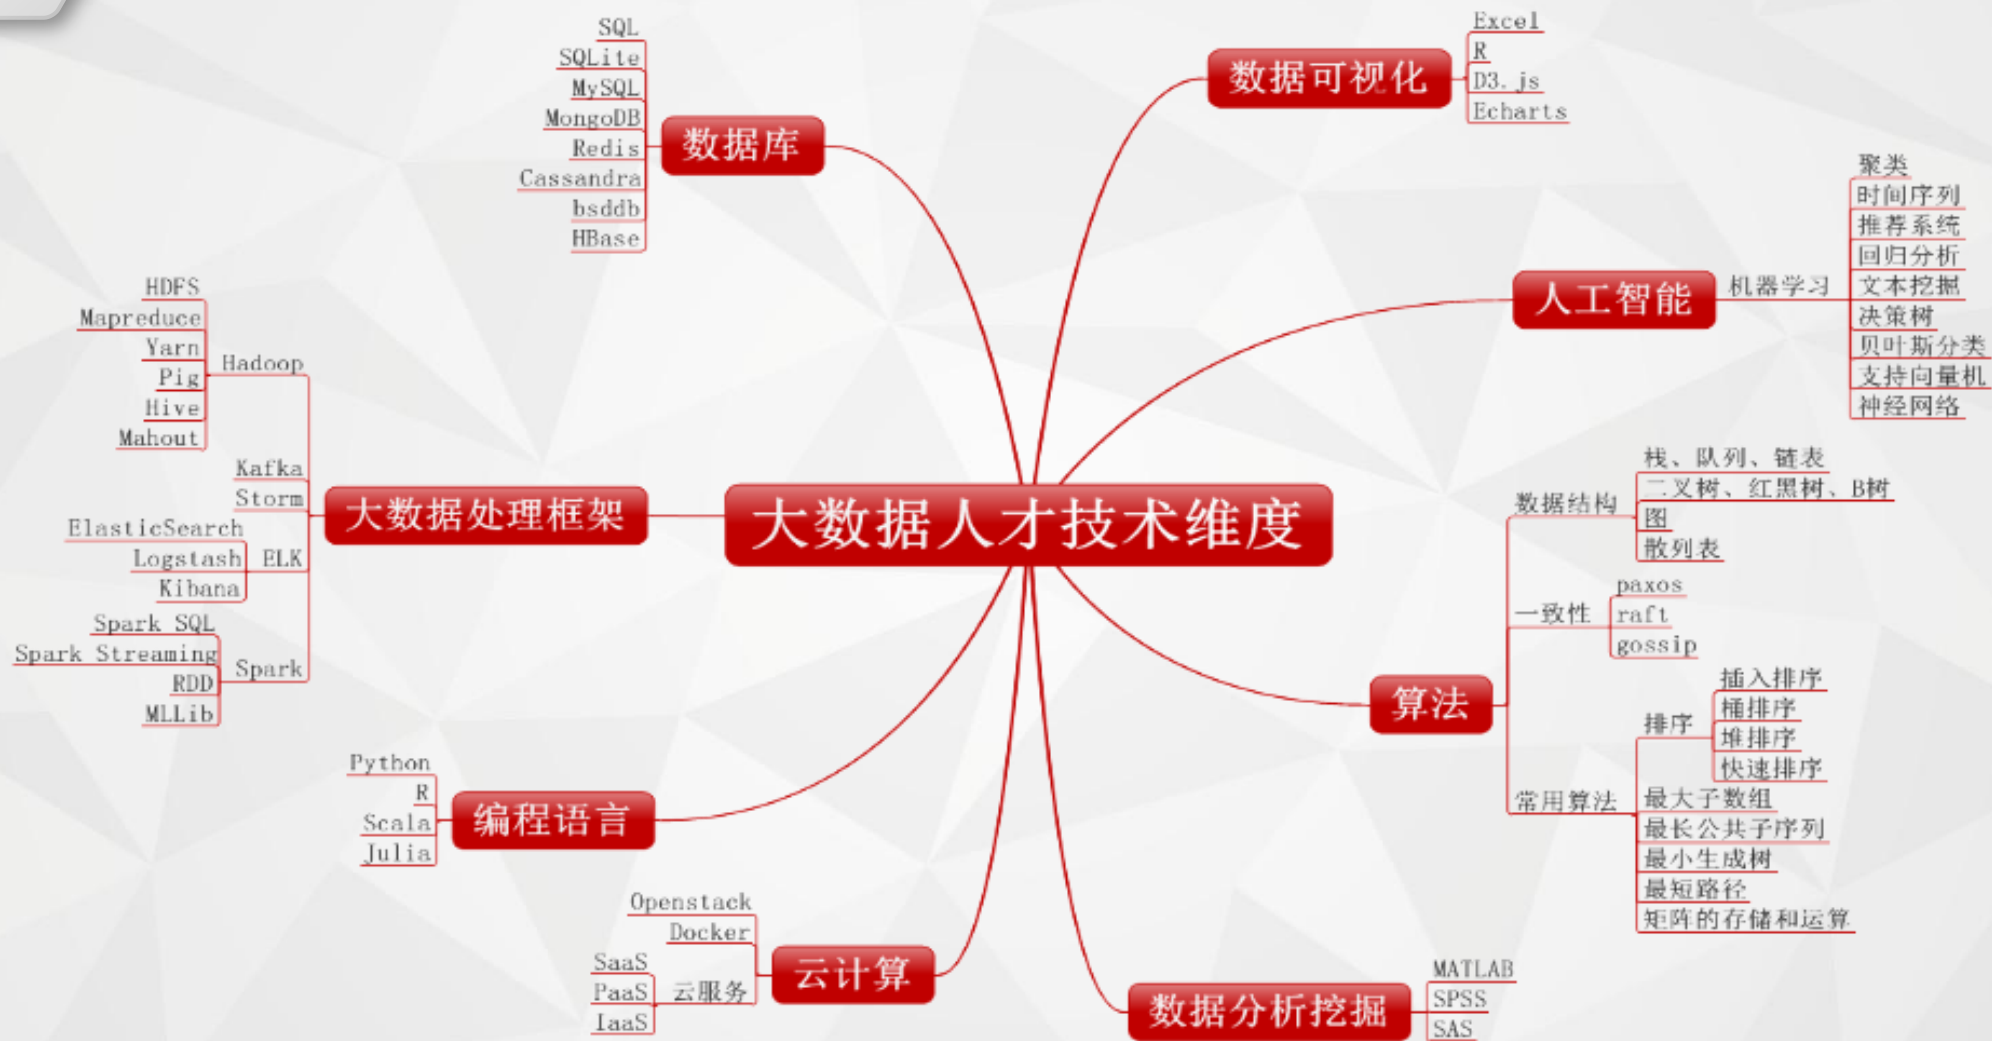 大数据人才技术维度
数据库
SQL
SQLite
MySQL
MongoDB
Redis
Cassandra
bsddb
HBase
大数据处理框架
Hadoop
HDFS
Mapreduce
Yarn
Pig
Hive
Mahout
Kafka
Storm
ELK
ElasticSearch
Logstash
Kibana
Spark
Spark SQL
Spark Streaming
RDD
MLLib
编程语言
Python
R
Scala
Julia
云计算
Openstack
Docker
云服务
SaaS
PaaS
IaaS
数据可视化
Excel
R
D3.js
Echarts
人工智能
机器学习
聚类
时间序列
推荐系统
回归分析
文本挖掘
决策树
贝叶斯分类
支持向量机
神经网络
算法
数据结构
栈、队列、链表
二叉树、红黑树、B树
图
散列表
一致性
paxos
raft
gossip
常用算法
排序
插入排序
桶排序
堆排序
快速排序
最大子数组
最长公共子序列
最小生成树
最短路径
矩阵的存储和运算
数据分析挖掘
MATLAB
SPSS
SAS